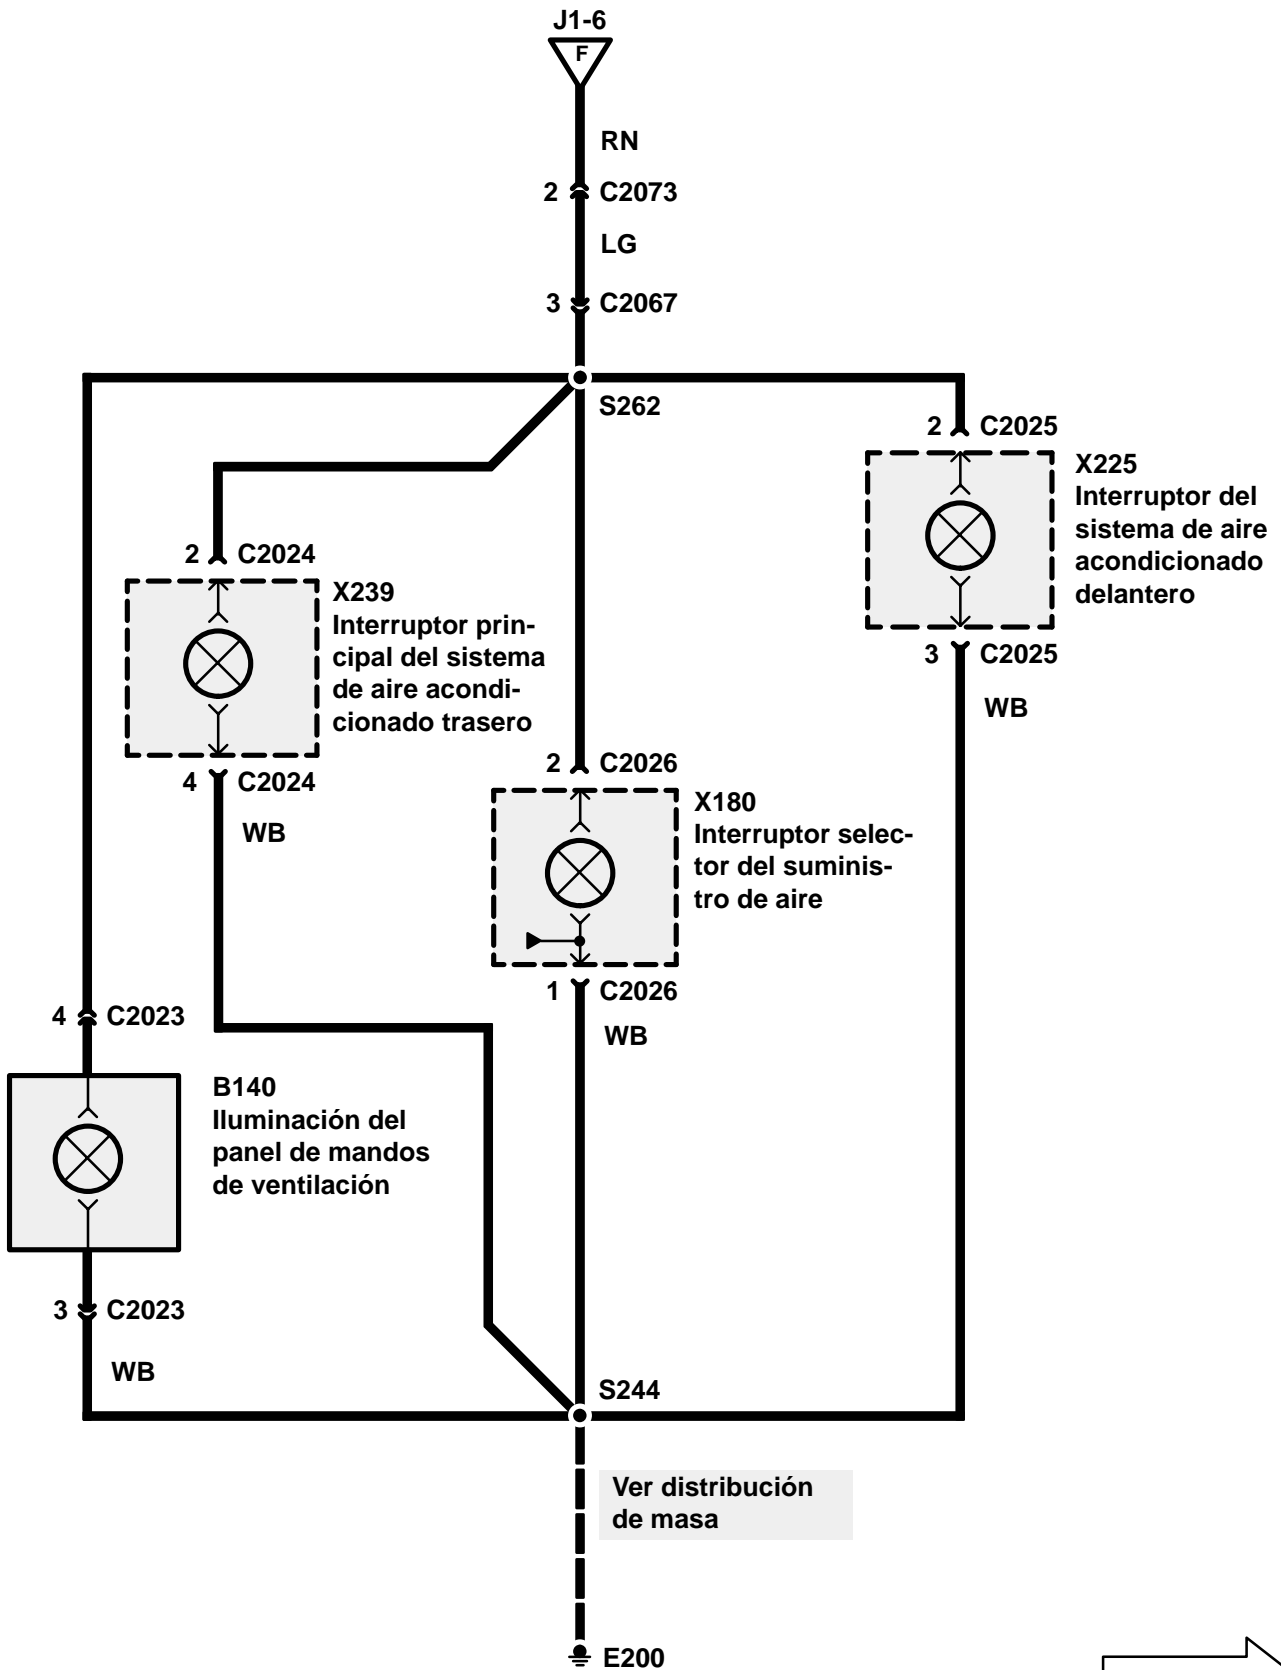 J1-6
F
RN
2 C2073
LG
3 C2067
S262
2 C2025
X225
Interruptor del
sistema de aire
acondicionado
delantero
3 C2025
WB
2 C2024
X239
Interruptor prin-
cipal del sistema
de aire acondi-
cionado trasero
4 C2024
WB
2 C2026
X180
Interruptor selec-
tor del suminis-
tro de aire
1 C2026
WB
4 C2023
B140
Iluminación del
panel de mandos
de ventilación
3 C2023
WB
S244
Ver distribución
de masa
E200